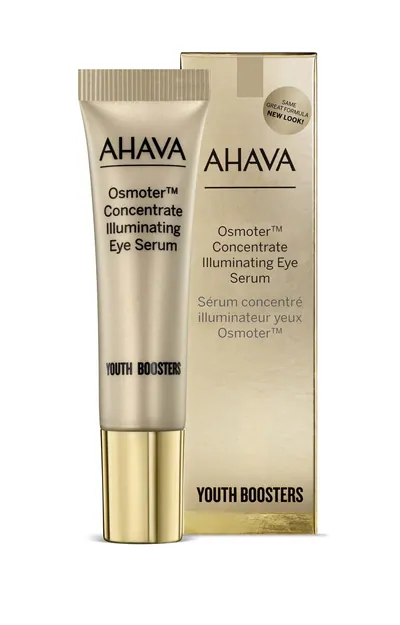 AHAVA
Osmoter™
Concentrate
Illuminating
Eye Serum
YOUTH BOOSTERS
SAME
GREAT FORMULA
NEW LOOK!
AHAVA
Osmoter™
Concentrate
Illuminating Eye
Serum
Sérum concentré
illuminateur yeux
Osmoter™
YOUTH BOOSTERS